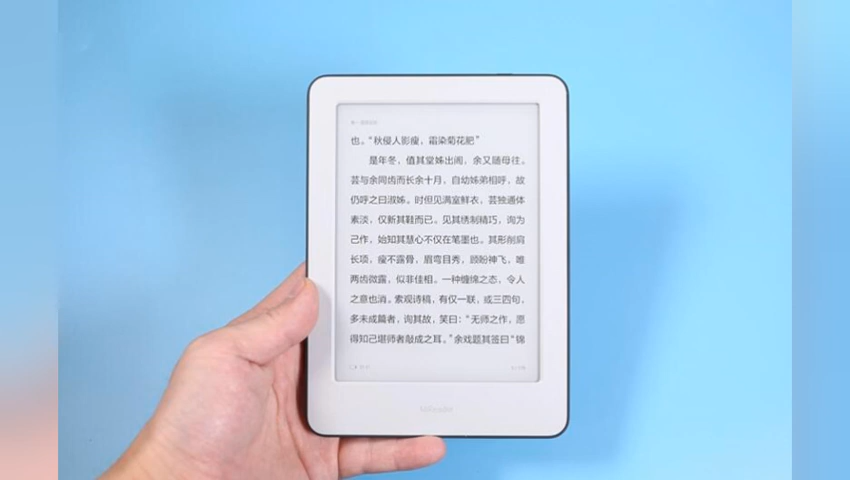 也。“秋侵人影瘦，霜染菊花肥”
是年冬，值其堂姊出阁，余又随母往。
芸与余同齿而长余十月，自幼姊弟相呼，故
仍呼之曰淑姊。时但见满室鲜衣，芸独通体
素淡，仅新其鞋而已。见其绣制精巧，询为
己作，始知其慧心不仅在笔墨也。其形削肩
长项，瘦不露骨，眉弯目秀，顾盼神飞，唯
两齿微露，似非佳相。一种缠绵之态，令人
之意也消。索观诗稿，有仅一联，或三四句，
多未成篇者，询其故，笑曰：“无师之作，愿
得知己堪师者敲成之耳。”余戏题其签曰“锦